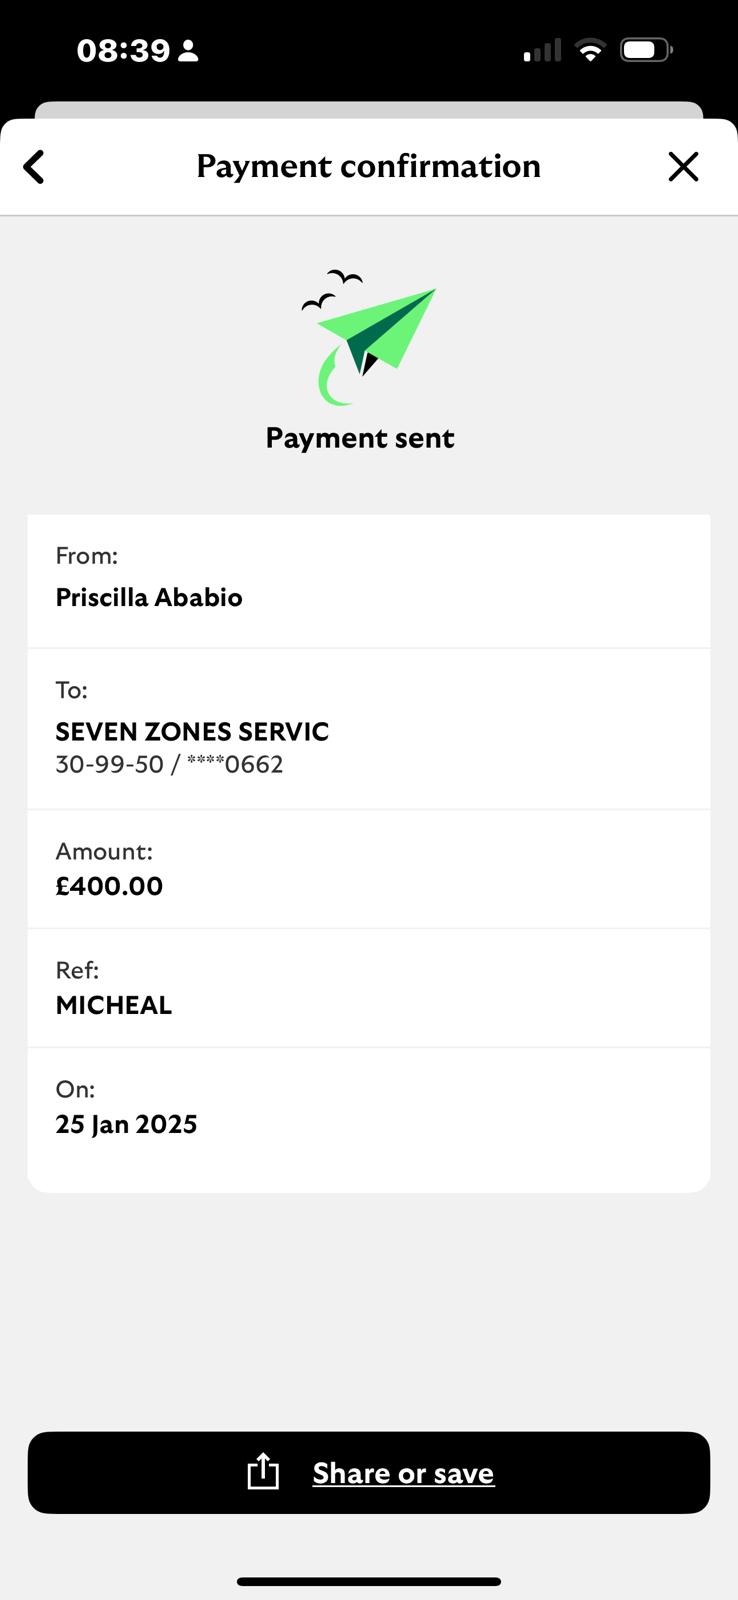 08:39
Payment confirmation
Payment sent
From:
Priscilla Ababio
To:
SEVEN ZONES SERVIC
30-99-50 / ****0662
Amount:
£400.00
Ref:
MICHEAL
On:
25 Jan 2025
Share or save